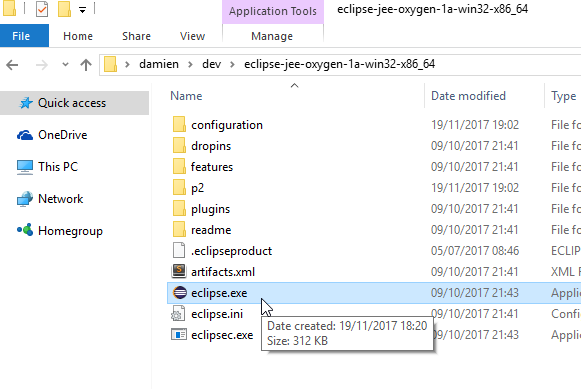 Application Tools eclipse-jee-oxygen-1a-win32-x86_64
File Home Share View Manage
damien dev eclipse-jee-oxygen-1a-win32-x86_64
Name Date modified Type
Quick access
OneDrive
This PC
Network
Homegroup
configuration 19/11/2017 19:02 File fo
dropins 09/10/2017 21:41 File fo
features 09/10/2017 21:41 File fo
p2 19/11/2017 19:02 File fo
plugins 09/10/2017 21:41 File fo
readme 09/10/2017 21:41 File fo
.eclipseproduct 05/07/2017 08:46 ECLIP
artifacts.xml 09/10/2017 21:41 XML F
eclipse.exe 09/10/2017 21:43 Applic
eclipse.ini 09/10/2017 21:41 Confi
eclipsec.exe 09/10/2017 21:43 Applic
Date created: 19/11/2017 18:20
Size: 312 KB